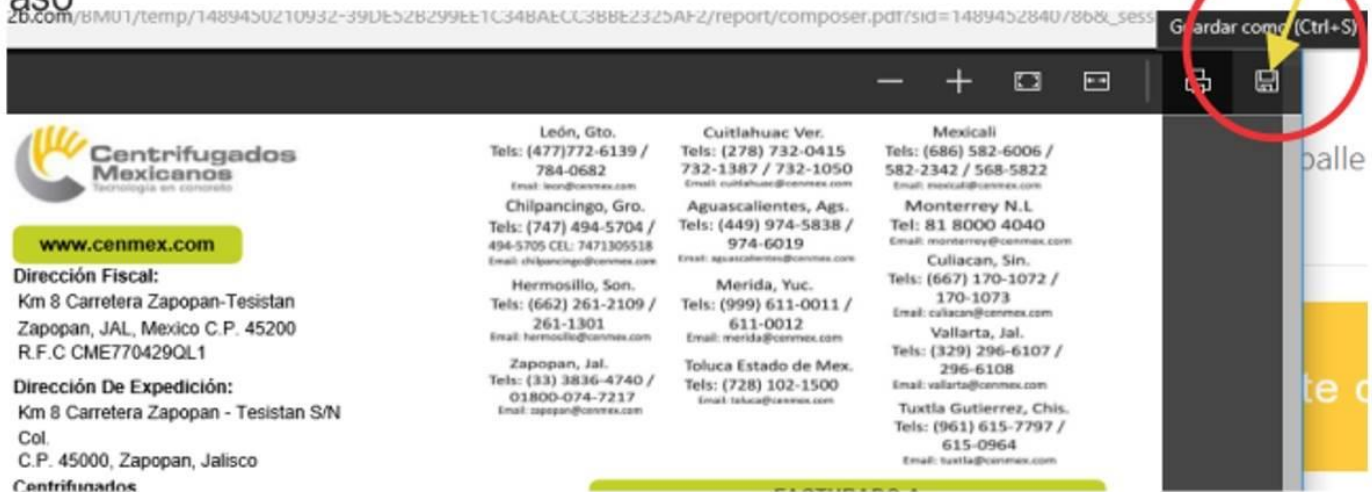 aso
2b.com/BM01/temp/1489450210932-39DE52B299EE1C34BAECC3BBE2325AF2/report/composer.pdf?sid=1489452840786&_sess
Guardar como (Ctrl+S)
Centrifugados
Mexicanos
Tecnología en concreto
www.cenmex.com
Dirección Fiscal:
Km 8 Carretera Zapopan-Tesistan
Zapopan, JAL, Mexico C.P. 45200
R.F.C CME770429QL1
Dirección De Expedición:
Km 8 Carretera Zapopan - Tesistan S/N
Col.
C.P. 45000, Zapopan, Jalisco
Centrifugados
León, Gto.
Tels: (477)772-6139 /
784-0682
Email: leon@cenmex.com
Chilpancingo, Gro.
Tels: (747) 494-5704 /
494-5705 CEL: 7471305518
Email: chilpancingo@cenmex.com
Hermosillo, Son.
Tels: (662) 261-2109 /
261-1301
Email: hermosillo@cenmex.com
Zapopan, Jal.
Tels: (33) 3836-4740 /
01800-074-7217
Email: zapopan@cenmex.com
Cuitlahuac Ver.
Tels: (278) 732-0415
732-1387 / 732-1050
Email: cuitlahuac@cenmex.com
Aguascalientes, Ags.
Tels: (449) 974-5838 /
974-6019
Email: aguascalientes@cenmex.com
Merida, Yuc.
Tels: (999) 611-0011 /
611-0012
Email: merida@cenmex.com
Toluca Estado de Mex.
Tels: (728) 102-1500
Email: toluca@cenmex.com
Mexicali
Tels: (686) 582-6006 /
582-2342 / 568-5822
Email: mexicali@cenmex.com
Monterrey N.L
Tel: 81 8000 4040
Email: monterrey@cenmex.com
Culiacan, Sin.
Tels: (667) 170-1072 /
170-1073
Email: culiacan@cenmex.com
Vallarta, Jal.
Tels: (329) 296-6107 /
296-6108
Email: vallarta@cenmex.com
Tuxtla Gutierrez, Chis.
Tels: (961) 615-7797 /
615-0964
Email: tuxtla@cenmex.com
FACTURADO A
palle
te c